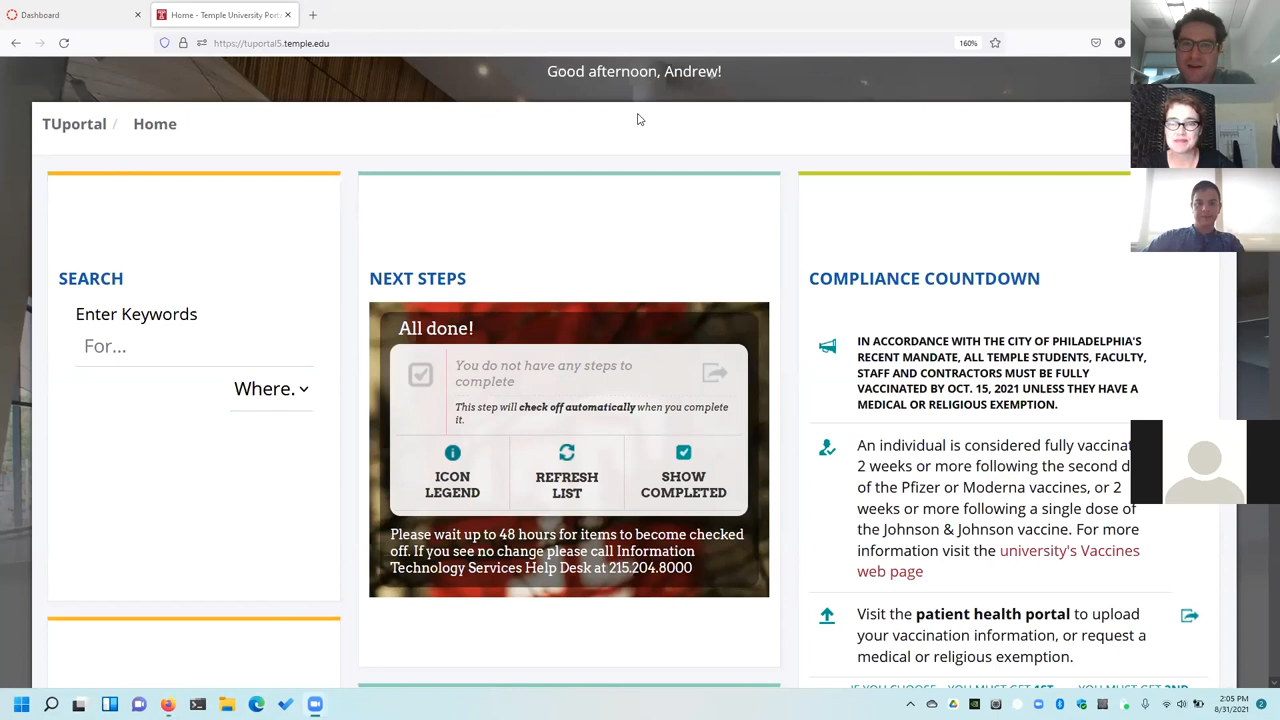 Dashboard
Home - Temple University Port
https://tuportal5.temple.edu
160%
Good afternoon, Andrew!
TUportal / Home
SEARCH
Enter Keywords
For...
Where.
NEXT STEPS
All done!
You do not have any steps to
complete
This step will check off automatically when you complete
it.
ICON
LEGEND
REFRESH
LIST
SHOW
COMPLETED
Please wait up to 48 hours for items to become checked
off. If you see no change please call Information
Technology Services Help Desk at 215.204.8000
COMPLIANCE COUNTDOWN
IN ACCORDANCE WITH THE CITY OF PHILADELPHIA'S
RECENT MANDATE, ALL TEMPLE STUDENTS, FACULTY,
STAFF AND CONTRACTORS MUST BE FULLY
VACCINATED BY OCT. 15, 2021 UNLESS THEY HAVE A
MEDICAL OR RELIGIOUS EXEMPTION.
An individual is considered fully vaccinat
2 weeks or more following the second d
of the Pfizer or Moderna vaccines, or 2
weeks or more following a single dose of
the Johnson & Johnson vaccine. For more
information visit the university's Vaccines
web page
Visit the patient health portal to upload
your vaccination information, or request a
medical or religious exemption.
2:05 PM
8/31/2021